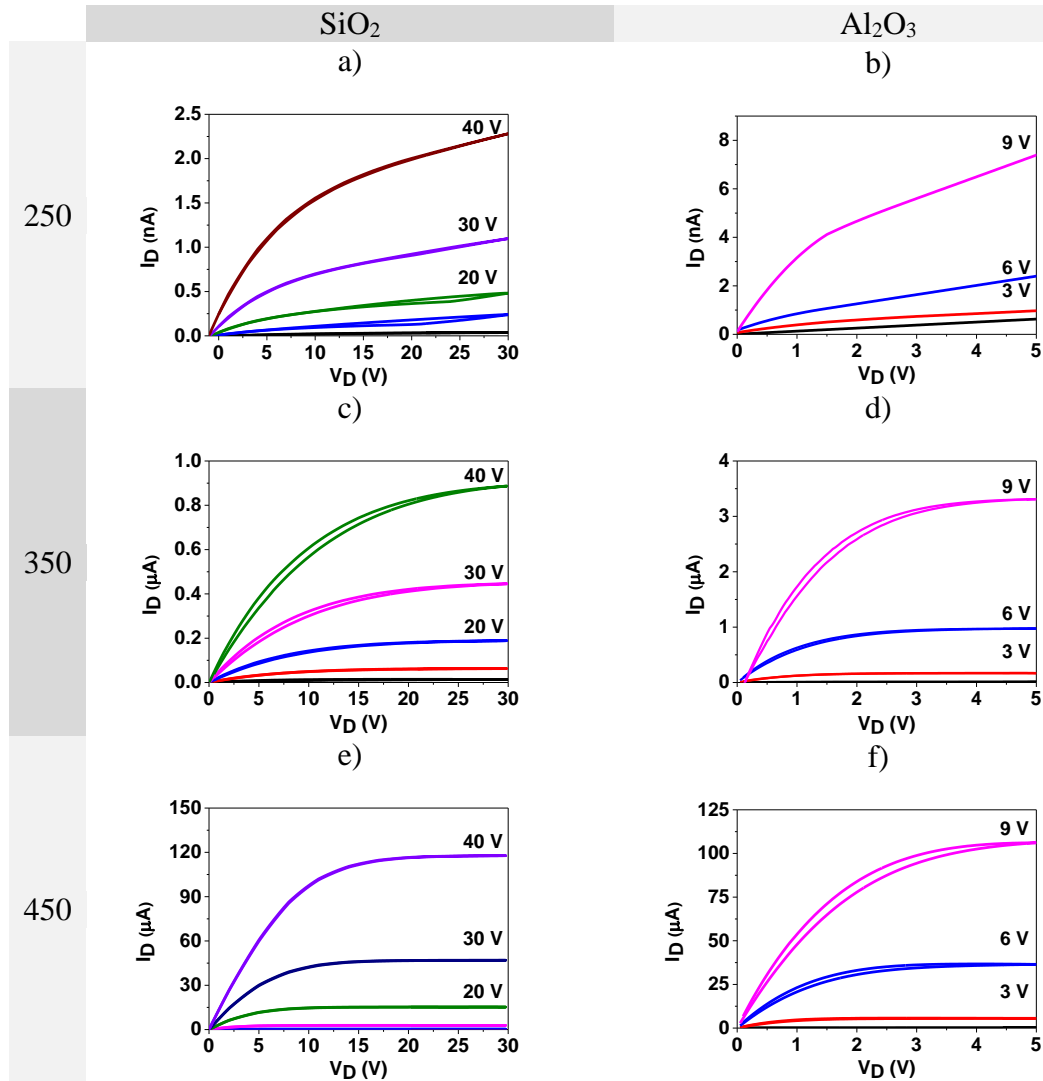 SiO2 Al2O3
a) b)
250
2.5
2.0
1.5
1.0
0.5
0.0
ID (nA)
40 V
30 V
20 V
0 5 10 15 20 25 30
VD (V)
8
6
4
2
0
ID (nA)
9 V
6 V
3 V
0 1 2 3 4 5
VD (V)
c) d)
350
1.0
0.8
0.6
0.4
0.2
0.0
ID (μA)
40 V
30 V
20 V
0 5 10 15 20 25 30
VD (V)
4
3
2
1
0
ID (μA)
9 V
6 V
3 V
0 1 2 3 4 5
VD (V)
e) f)
450
150
120
90
60
30
0
ID (μA)
40 V
30 V
20 V
0 5 10 15 20 25 30
VD (V)
125
100
75
50
25
0
ID (μA)
9 V
6 V
3 V
0 1 2 3 4 5
VD (V)